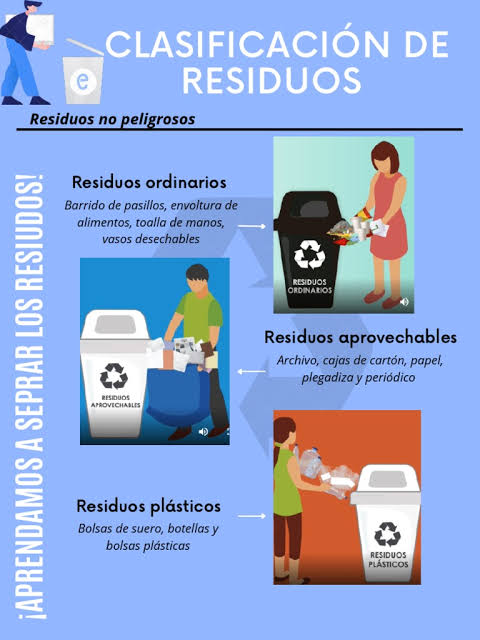 CLASIFICACIÓN DE
RESIDUOS
e
Residuos no peligrosos
¡APRENDAMOS A SEPRAR LOS RESIUDOS!
Residuos ordinarios
Barrido de pasillos, envoltura de
alimentos, toalla de manos,
vasos desechables
RESIDUOS
ORDINARIOS
RESIDUOS
APROVECHABLES
Residuos aprovechables
Archivo, cajas de cartón, papel,
plegadiza y periódico
Residuos plásticos
Bolsas de suero, botellas y
bolsas plásticas
RESIDUOS
PLÁSTICOS